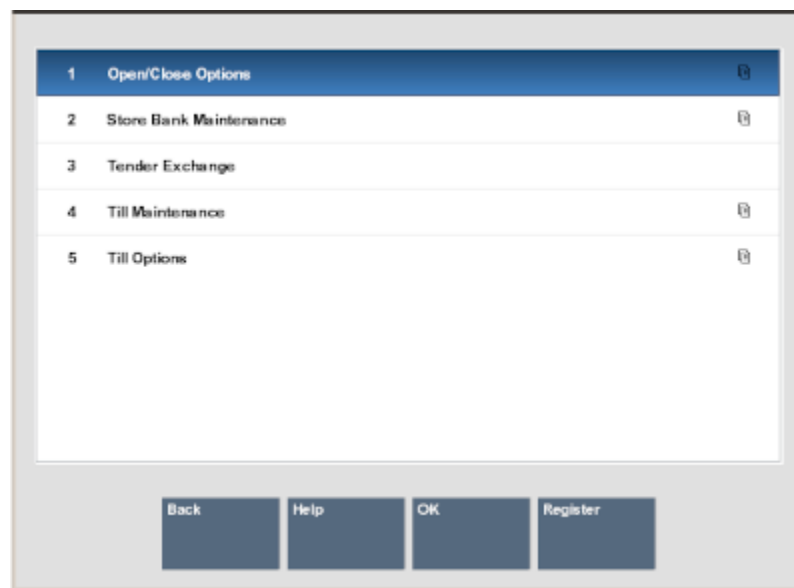 1 Open/Close Options
2 Store Bank Maintenance
3 Tender Exchange
4 Till Maintenance
5 Till Options
Back Help OK Register